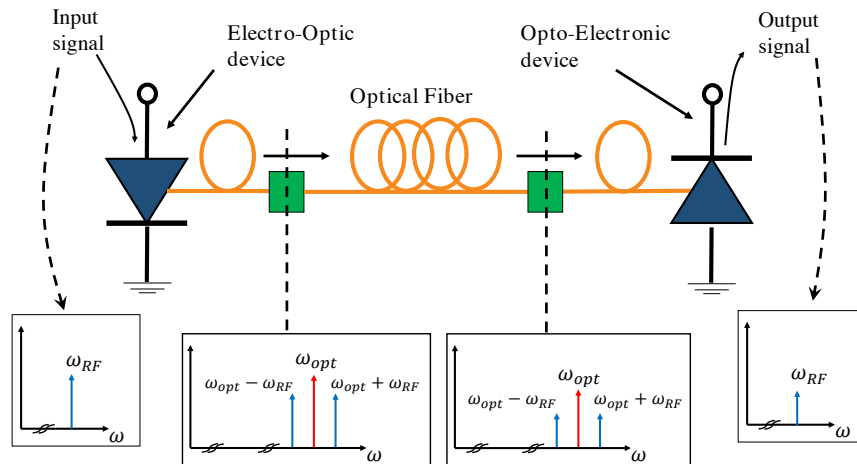 Input
signal
Electro-Optic
device
Optical Fiber
Opto-Electronic
device
Output
signal
ω_RF
ω
ω_opt
ω_opt − ω_RF
ω_opt + ω_RF
ω
ω_opt
ω_opt − ω_RF
ω_opt + ω_RF
ω
ω_RF
ω